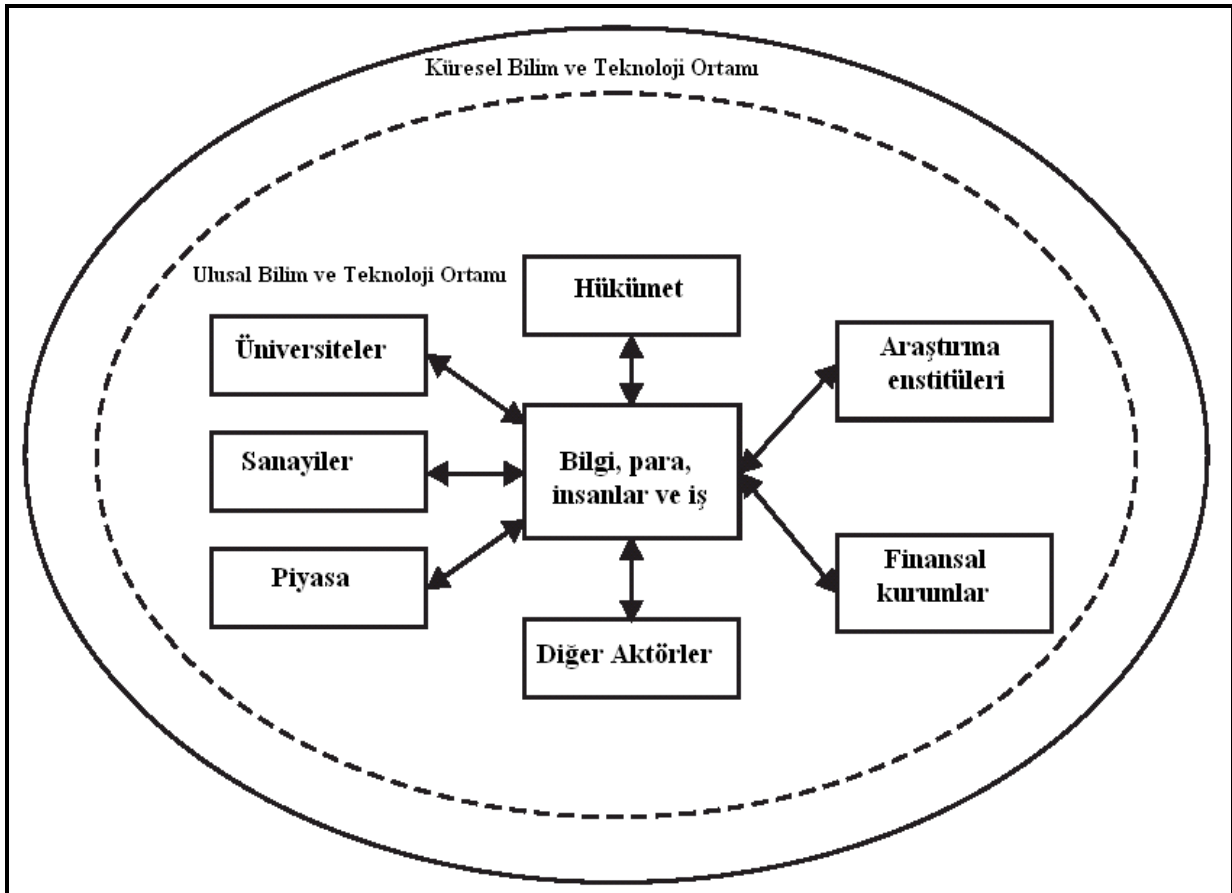 Küresel Bilim ve Teknoloji Ortamı
Ulusal Bilim ve Teknoloji Ortamı
Hükümet
Üniversiteler
Araştırma
enstitüleri
Sanayiler
Bilgi, para,
insanlar ve iş
Piyasa
Finansal
kurumlar
Diğer Aktörler